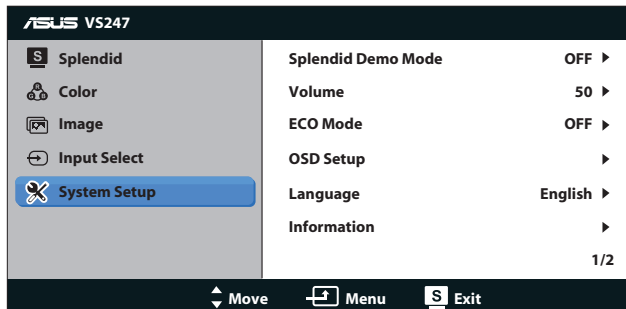 ASUS VS247
S Splendid
Color
Image
Input Select
System Setup
Splendid Demo Mode OFF
Volume 50
ECO Mode OFF
OSD Setup
Language English
Information
1/2
Move Menu S Exit